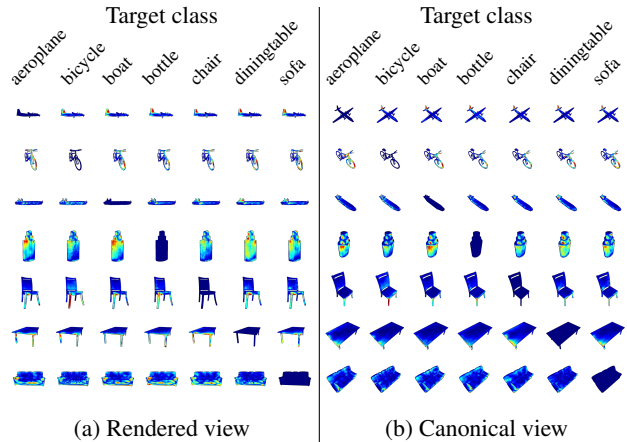 Target class
aeroplane
bicycle
boat
bottle
chair
diningtable
sofa
(a) Rendered view
Target class
aeroplane
bicycle
boat
bottle
chair
diningtable
sofa
(b) Canonical view